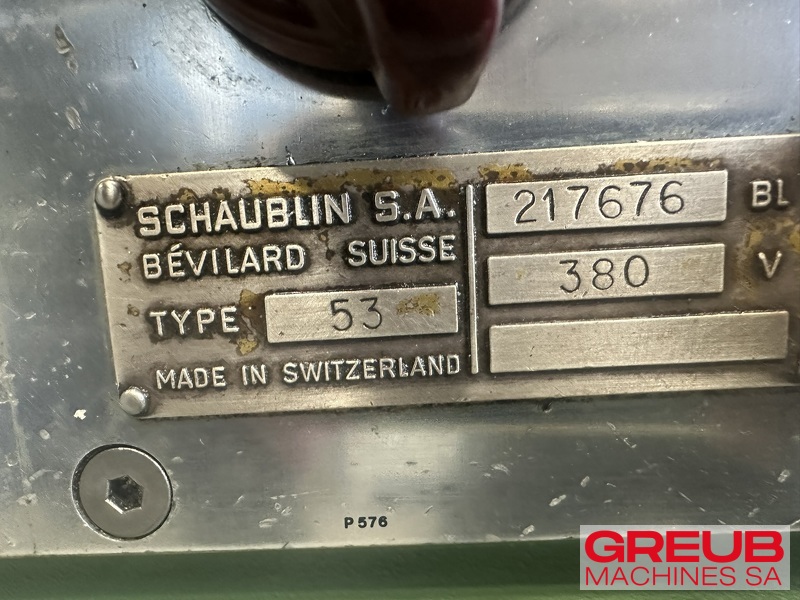 SCHAUBLIN S.A.
BÉVILARD SUISSE
TYPE 53
MADE IN SWITZERLAND
217676 BL
380 V
P 576
GREUB
MACHINES SA